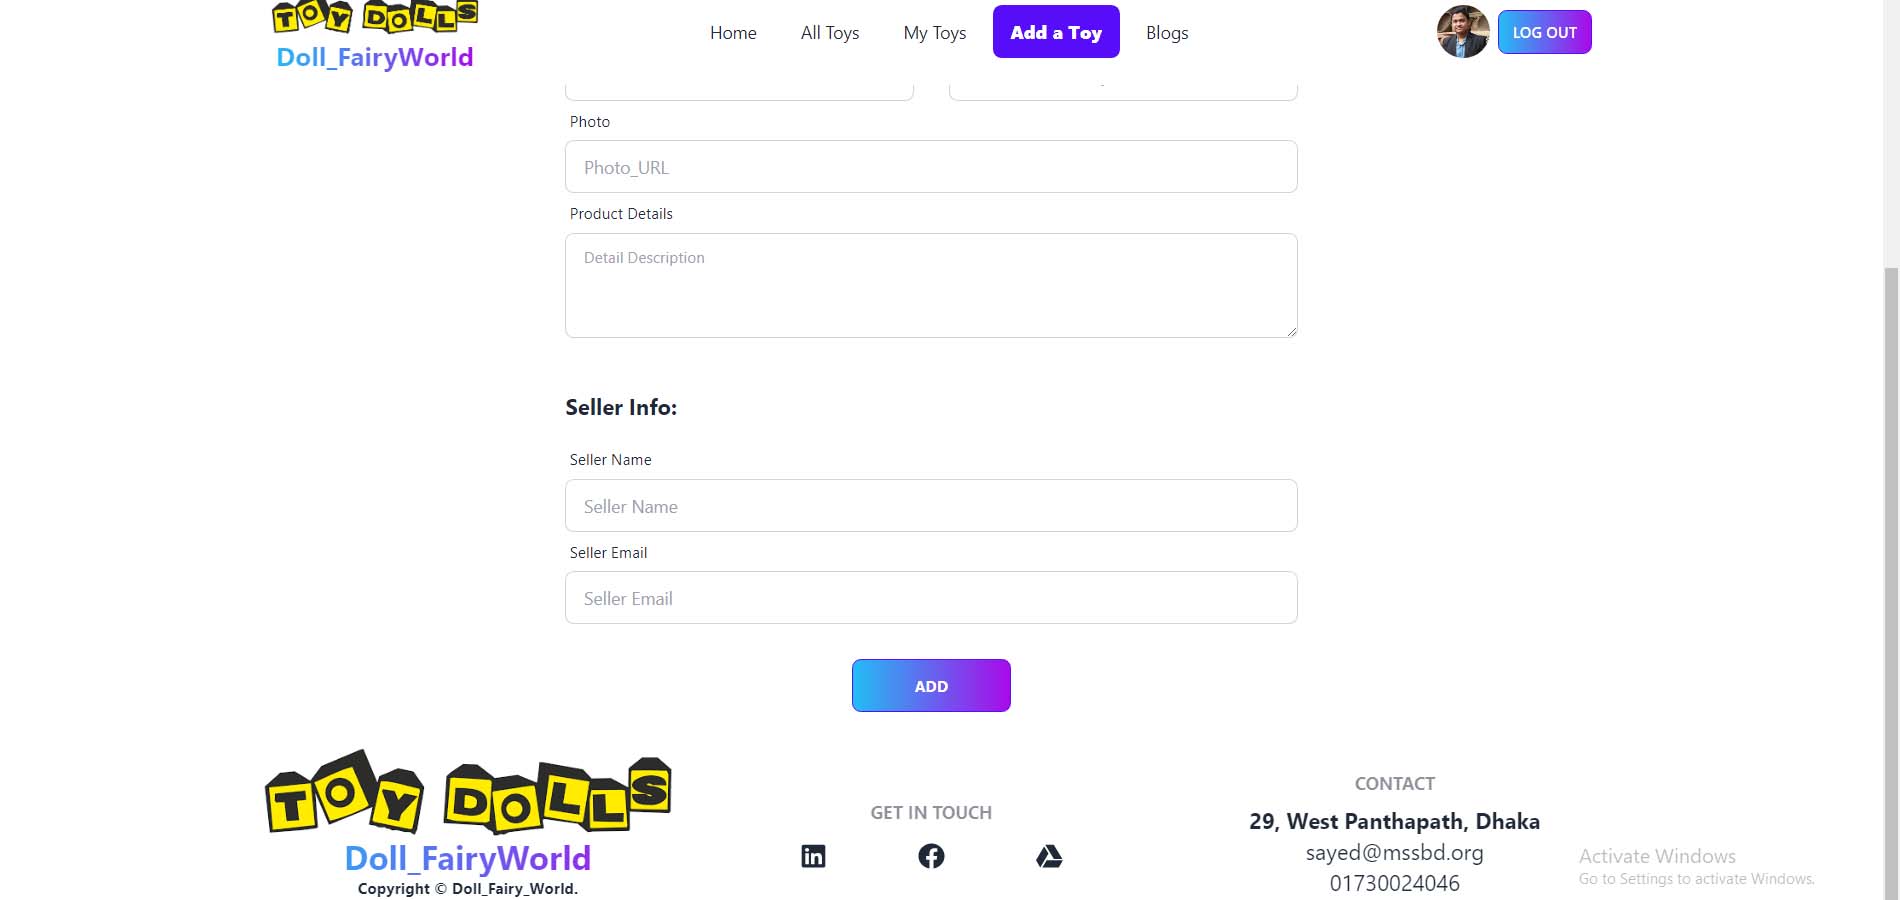 TOY DOLLS
Doll_FairyWorld
Home
All Toys
My Toys
Add a Toy
Blogs
LOG OUT
Photo
Photo_URL
Product Details
Detail Description
Seller Info:
Seller Name
Seller Name
Seller Email
Seller Email
ADD
TOY DOLLS
Doll_FairyWorld
Copyright © Doll_Fairy_World.
GET IN TOUCH
in
CONTACT
29, West Panthapath, Dhaka
sayed@mssbd.org
01730024046
Activate Windows
Go to Settings to activate Windows.